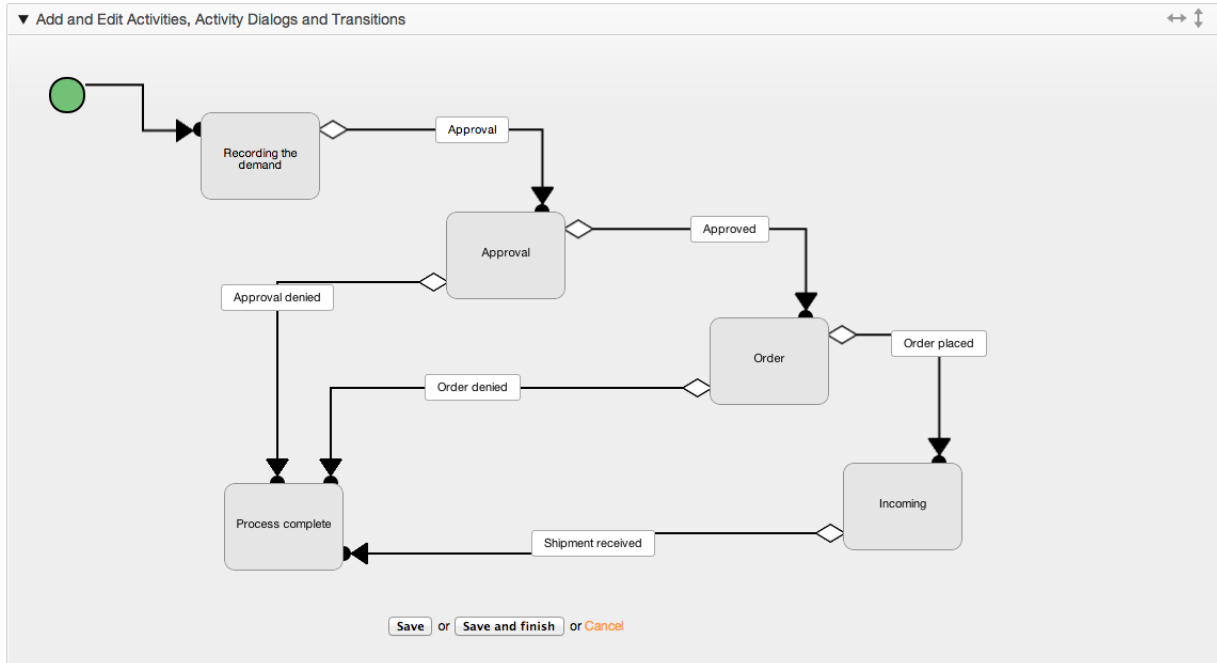 Add and Edit Activities, Activity Dialogs and Transitions
Recording the
demand
Approval
Approval
Approved
Approval denied
Order
Order placed
Order denied
Incoming
Process complete
Shipment received
Save or Save and finish or Cancel